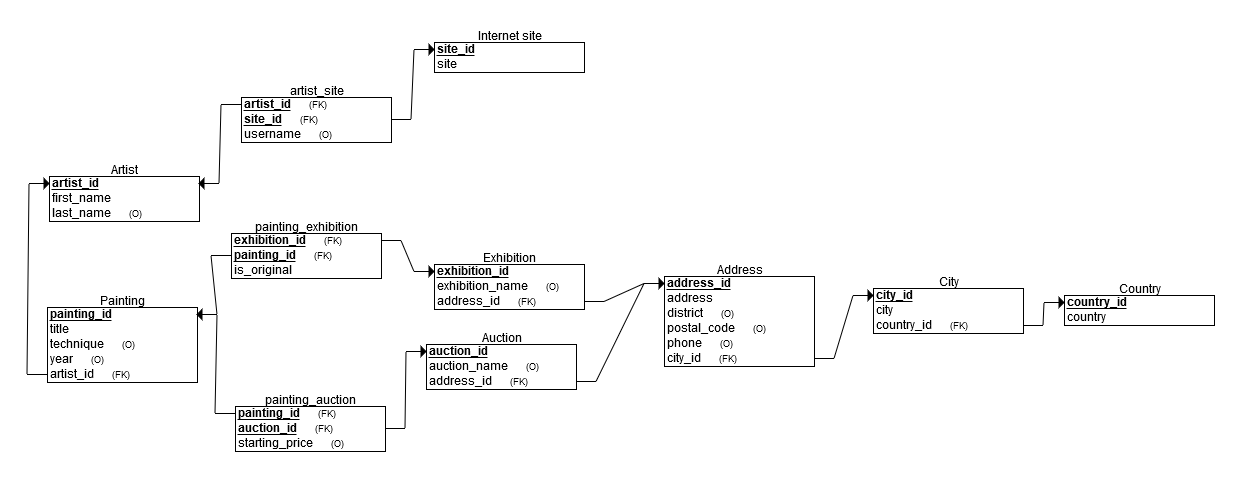 Internet site
site_id
site
artist_site
artist_id (FK)
site_id (FK)
username (O)
Artist
artist_id
first_name
last_name (O)
painting_exhibition
exhibition_id (FK)
painting_id (FK)
is_original
Exhibition
exhibition_id
exhibition_name (O)
address_id (FK)
Address
address_id
address
district (O)
postal_code (O)
phone (O)
city_id (FK)
City
city_id
city
country_id (FK)
Country
country_id
country
Painting
painting_id
title
technique (O)
year (O)
artist_id (FK)
Auction
auction_id
auction_name (O)
address_id (FK)
painting_auction
painting_id (FK)
auction_id (FK)
starting_price (O)